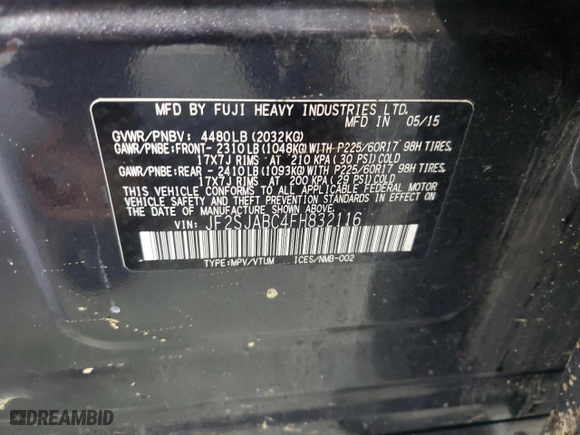 MFD BY FUJI HEAVY INDUSTRIES LTD.
MFD IN 05/15
GVWR/PNBV: 4480LB (2032KG)
GAWR/PNBE:FRONT- 2310LB (1048KG) WITH P225/60R17 98H TIRES,
17X7J RIMS AT 210 KPA (30 PSI) COLD
GAWR/PNBE:REAR - 2410LB (1093KG) WITH P225/60R17 98H TIRES,
17X7J RIMS AT 200 KPA (29 PSI) COLD
THIS VEHICLE CONFORMS TO ALL APPLICABLE FEDERAL MOTOR
VEHICLE SAFETY AND THEFT PREVENTION STANDARDS IN EFFECT ON
THE DATE OF MANUFACTURE SHOWN ABOVE.
VIN: JF2SJABC4FH832116
TYPE:MPV/VTUM ICES/NMB-002
DREAMBID